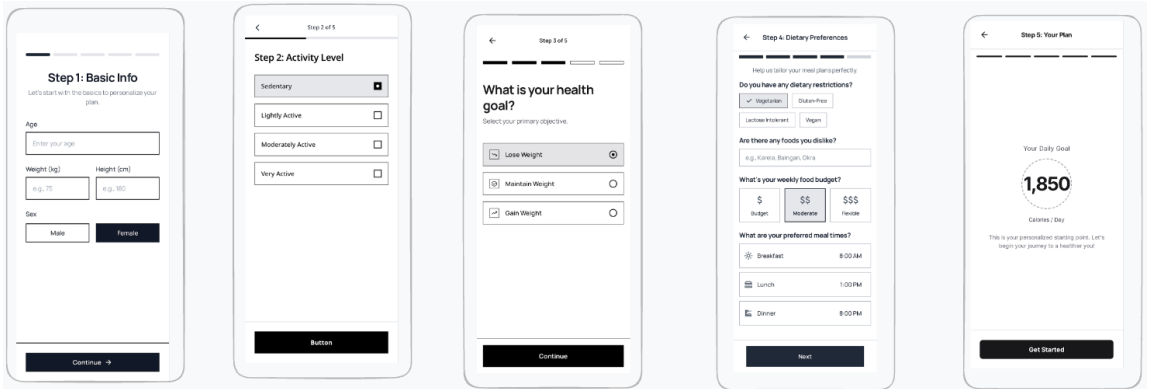 Step 1: Basic Info
Let's start with the basics to personalize your
plan.
Age
Enter your age
Weight (kg) Height (cm)
e.g., 75 e.g., 180
Sex
Male Female
Continue →
Step 2 of 5
Step 2: Activity Level
Sedentary
Lightly Active
Moderately Active
Very Active
Button
Step 3 of 5
What is your health
goal?
Select your primary objective.
Lose Weight
Maintain Weight
Gain Weight
Continue
Step 4: Dietary Preferences
Help us tailor your meal plans perfectly.
Do you have any dietary restrictions?
Vegetarian Gluten-Free
Lactose Intolerant Vegan
Are there any foods you dislike?
e.g., Karela, Baingan, Okra
What's your weekly food budget?
$ $$ $$$
Budget Moderate Flexible
What are your preferred meal times?
Breakfast 8:00 AM
Lunch 1:00 PM
Dinner 8:00 PM
Next
Step 5: Your Plan
Your Daily Goal
1,850
Calories / Day
This is your personalized starting point. Let's
begin your journey to a healthier you!
Get Started